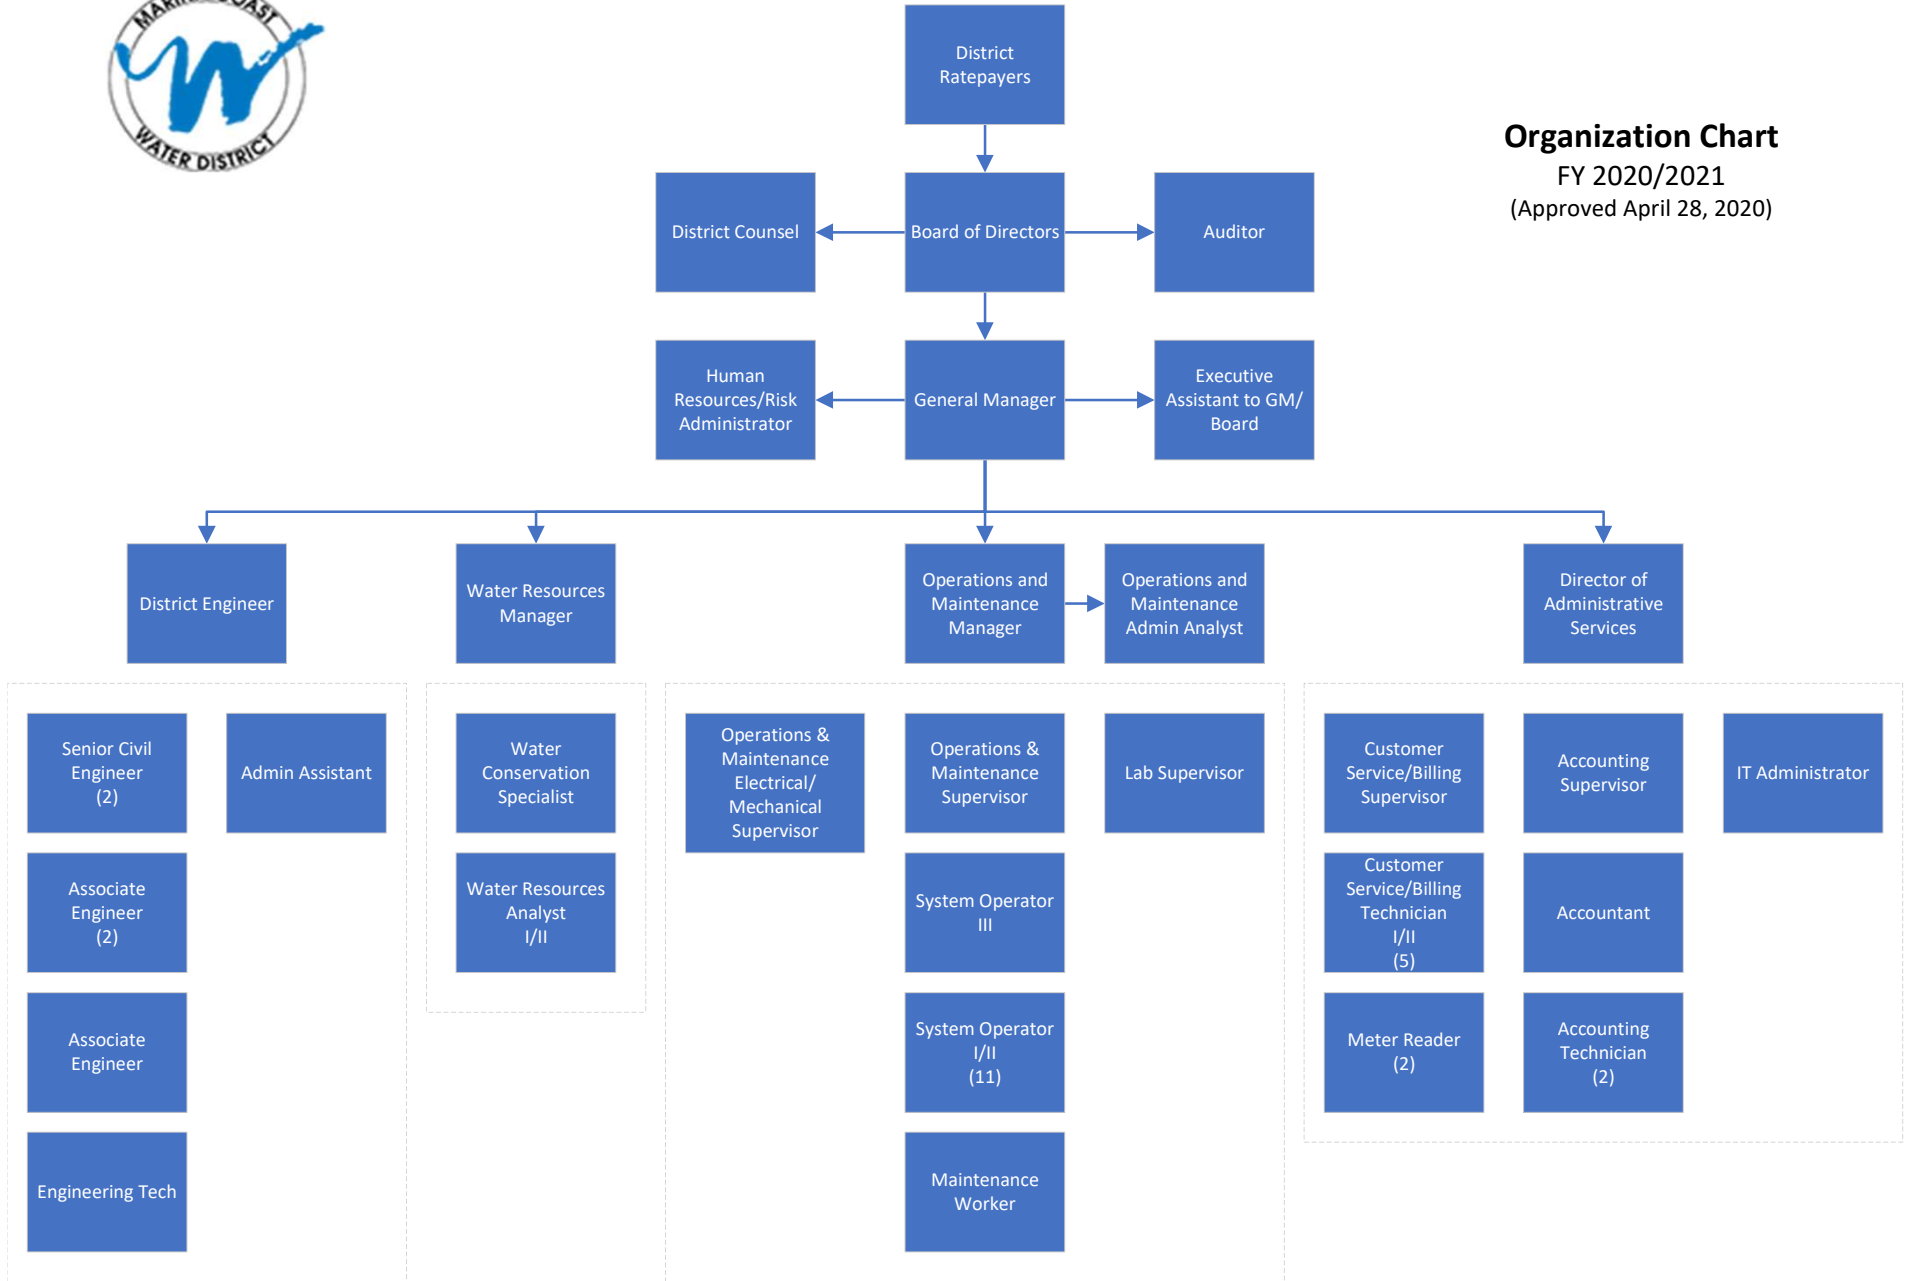 WATER DISTRICT
District
Ratepayers
Organization Chart
FY 2020/2021
(Approved April 28, 2020)
District Counsel
Board of Directors
Auditor
Human
Resources/Risk
Administrator
General Manager
Executive
Assistant to GM/
Board
District Engineer
Water Resources
Manager
Operations and
Maintenance
Manager
Operations and
Maintenance
Admin Analyst
Director of
Administrative
Services
Senior Civil
Engineer
(2)
Admin Assistant
Water
Conservation
Specialist
Operations &
Maintenance
Electrical/
Mechanical
Supervisor
Operations &
Maintenance
Supervisor
Lab Supervisor
Customer
Service/Billing
Supervisor
Accounting
Supervisor
IT Administrator
Associate
Engineer
(2)
Water Resources
Analyst
I/II
System Operator
III
Customer
Service/Billing
Technician
I/II
(5)
Accountant
Associate
Engineer
System Operator
I/II
(11)
Meter Reader
(2)
Accounting
Technician
(2)
Engineering Tech
Maintenance
Worker